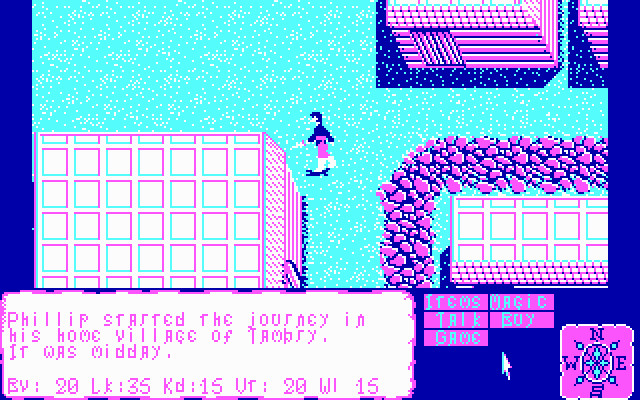 Phillip started the journey in
his home village of Tambry.
It was midday.
Bv: 20 Lk:35 Kd:15 Vr: 20 Wl 15
Items Magic
Talk Buy
Game
N
W E
S